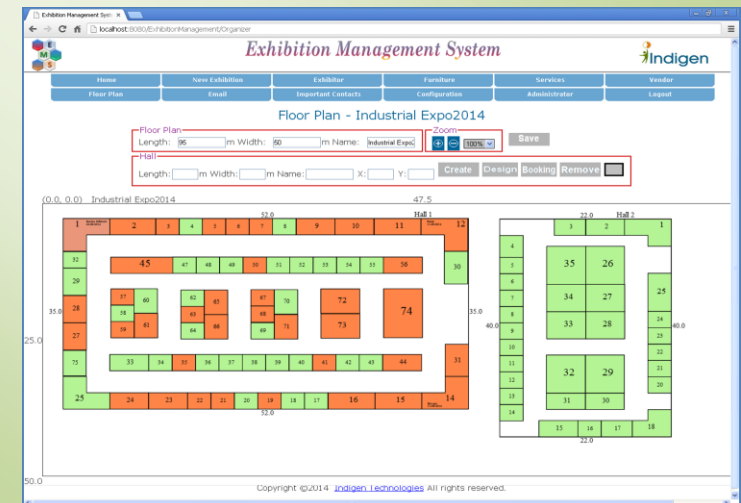 Exhibition Management Syst
localhost:8080/ExhibitionManagement/Organizer
E M S
Exhibition Management System
Indigen
Home New Exhibition Exhibitor Furniture Services Vendor
Floor Plan Email Important Contacts Configuration Administrator Logout
Floor Plan - Industrial Expo2014
Floor Plan Zoom
Length: 95 m Width: 50 m Name: Industrial Expo 100% Save
Hall
Length: m Width: m Name: X: Y: Create Design Booking Remove
(0.0, 0.0) Industrial Expo2014 47.5
52.0 Hall 1 22.0 Hall 2
1 2 3 4 5 6 7 8 9 10 11 12 3 2 1
4
32 45 47 48 49 50 51 52 53 54 55 56 30 5 35 26
29 6
57 60 62 65 67 70 72 74 7 34 27 25
28 58 63 68 8
35.0 59 61 64 66 69 71 73 35.0 9 33 28 24
27 40.0 40.0
25.0 10 23
75 33 34 35 36 37 38 39 40 41 42 43 44 31 11 32 29 22
12 21
20
25 24 23 22 21 20 19 18 17 16 15 14 13 31 30
14
52.0 15 16 17 18
22.0
50.0
Copyright ©2014 Indigen Technologies All rights reserved.